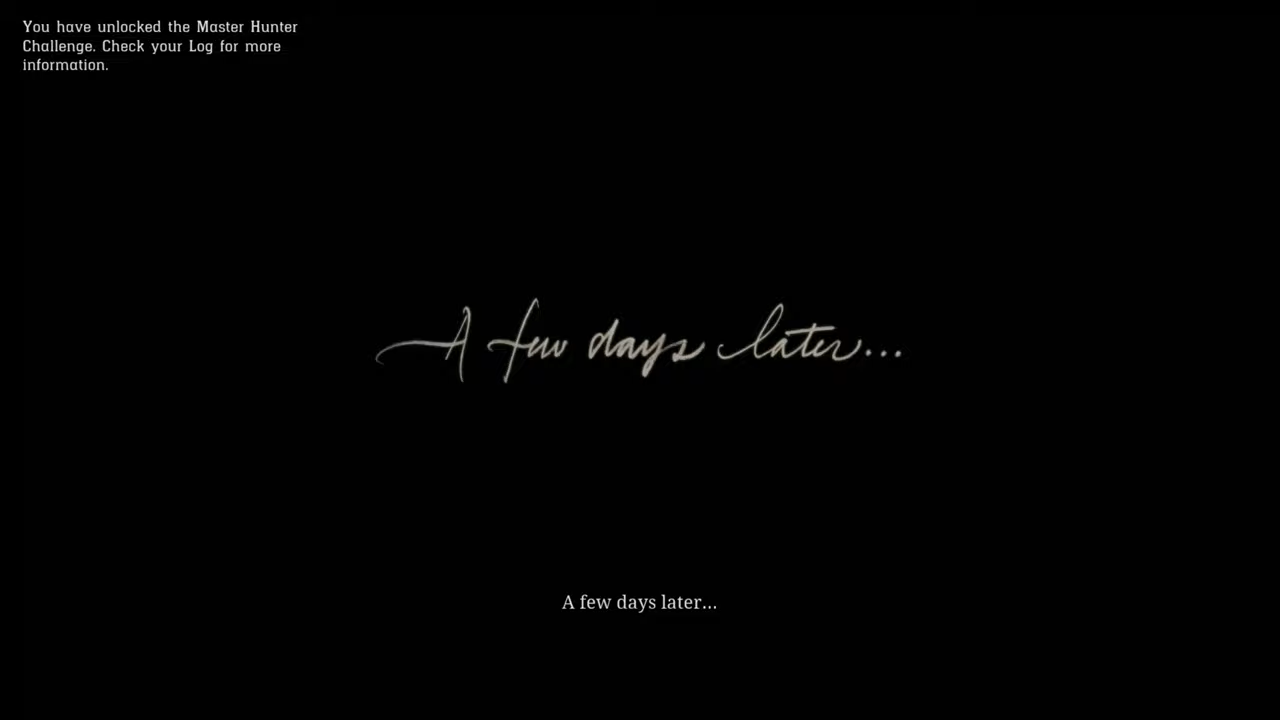 You have unlocked the Master Hunter
Challenge. Check your Log for more
information.
A few days later...
A few days later...